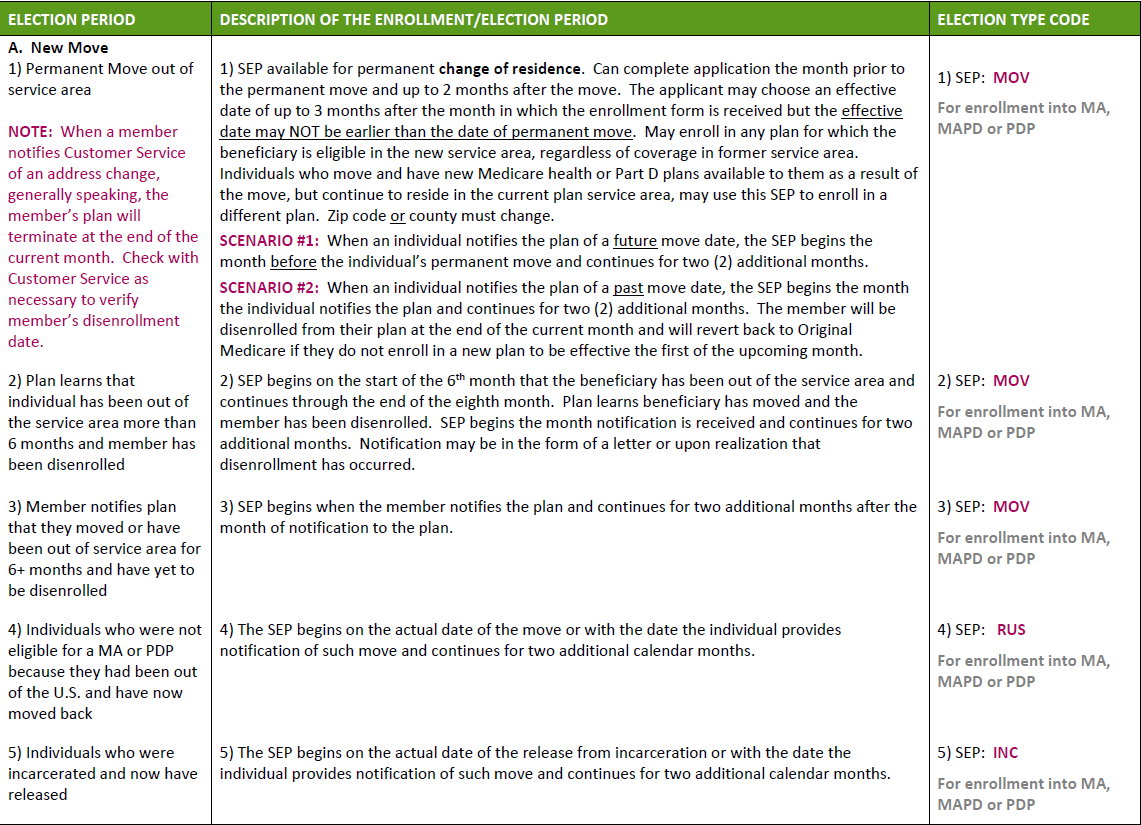 ELECTION PERIOD
DESCRIPTION OF THE ENROLLMENT/ELECTION PERIOD
ELECTION TYPE CODE
A. New Move
1) Permanent Move out of
service area
NOTE: When a member
notifies Customer Service
of an address change,
generally speaking, the
member's plan will
terminate at the end of the
current month. Check with
Customer Service as
necessary to verify
member's disenrollment
date.
1) SEP available for permanent change of residence. Can complete application the month prior to
the permanent move and up to 2 months after the move. The applicant may choose an effective
date of up to 3 months after the month in which the enrollment form is received but the effective
date may NOT be earlier than the date of permanent move. May enroll in any plan for which the
beneficiary is eligible in the new service area, regardless of coverage in former service area.
Individuals who move and have new Medicare health or Part D plans available to them as a result of
the move, but continue to reside in the current plan service area, may use this SEP to enroll in a
different plan. Zip code or county must change.
SCENARIO #1: When an individual notifies the plan of a future move date, the SEP begins the
month before the individual's permanent move and continues for two (2) additional months.
SCENARIO #2: When an individual notifies the plan of a past move date, the SEP begins the month
the individual notifies the plan and continues for two (2) additional months. The member will be
disenrolled from their plan at the end of the current month and will revert back to Original
Medicare if they do not enroll in a new plan to be effective the first of the upcoming month.
1) SEP: MOV
For enrollment into MA,
MAPD or PDP
2) Plan learns that
individual has been out of
the service area more than
6 months and member has
been disenrolled
2) SEP begins on the start of the 6th month that the beneficiary has been out of the service area and
continues through the end of the eighth month. Plan learns beneficiary has moved and the
member has been disenrolled. SEP begins the month notification is received and continues for two
additional months. Notification may be in the form of a letter or upon realization that
disenrollment has occurred.
2) SEP: MOV
For enrollment into MA,
MAPD or PDP
3) Member notifies plan
that they moved or have
been out of service area for
6+ months and have yet to
be disenrolled
3) SEP begins when the member notifies the plan and continues for two additional months after the
month of notification to the plan.
3) SEP: MOV
For enrollment into MA,
MAPD or PDP
4) Individuals who were not
eligible for a MA or PDP
because they had been out
of the U.S. and have now
moved back
4) The SEP begins on the actual date of the move or with the date the individual provides
notification of such move and continues for two additional calendar months.
4) SEP: RUS
For enrollment into MA,
MAPD or PDP
5) Individuals who were
incarcerated and now have
released
5) The SEP begins on the actual date of the release from incarceration or with the date the
individual provides notification of such move and continues for two additional calendar months.
5) SEP: INC
For enrollment into MA,
MAPD or PDP